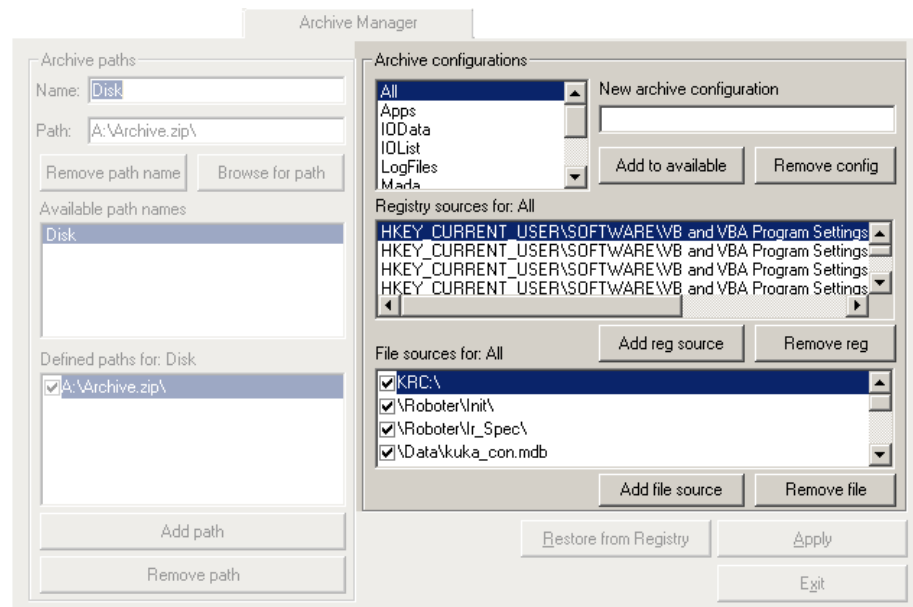 Archive Manager
Archive paths
Name: Disk
Path: A:\Archive.zip\
Remove path name
Browse for path
Available path names
Disk
Defined paths for: Disk
A:\Archive.zip\
Add path
Remove path
Archive configurations
All
Apps
IOData
IOList
LogFiles
Mada
New archive configuration
Add to available
Remove config
Registry sources for: All
HKEY_CURRENT_USER\SOFTWARE\VB and VBA Program Settings
HKEY_CURRENT_USER\SOFTWARE\VB and VBA Program Settings
HKEY_CURRENT_USER\SOFTWARE\VB and VBA Program Settings
HKEY_CURRENT_USER\SOFTWARE\VB and VBA Program Settings
Add reg source
Remove reg
File sources for: All
KRC:\
\Roboter\Init\
\Roboter\Ir_Spec\
\Data\kuka_con.mdb
Add file source
Remove file
Restore from Registry
Apply
Exit